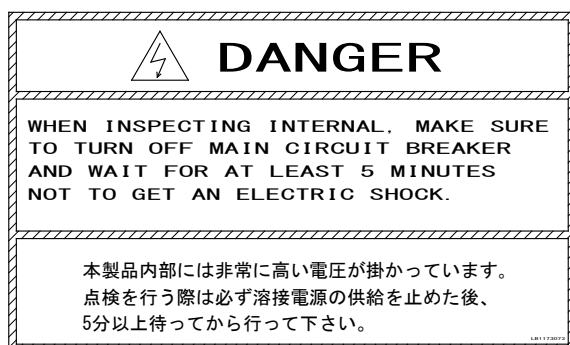 DANGER
WHEN INSPECTING INTERNAL, MAKE SURE
TO TURN OFF MAIN CIRCUIT BREAKER
AND WAIT FOR AT LEAST 5 MINUTES
NOT TO GET AN ELECTRIC SHOCK.
本製品内部には非常に高い電圧が掛かっています。
点検を行う際は必ず溶接電源の供給を止めた後、
5分以上待ってから行って下さい。
LB1173073